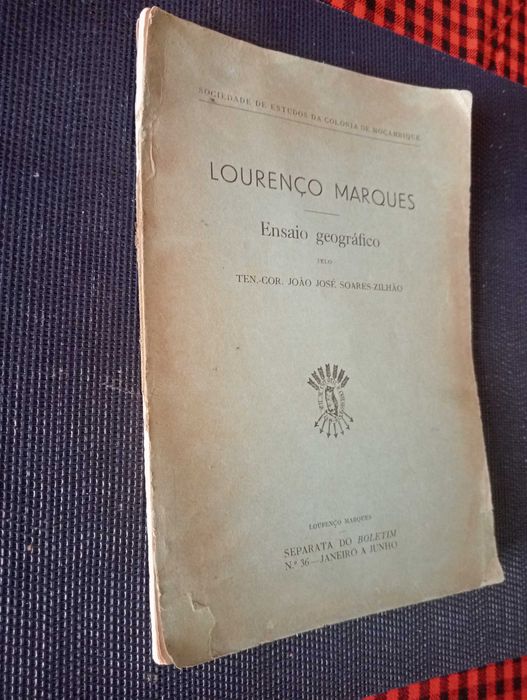 SOCIEDADE DE ESTUDOS DA COLONIA DE MOÇAMBIQUE
LOURENÇO MARQUES
Ensaio geográfico
PELO
TEN.-COR. JOÃO JOSÉ SOARES-ZILHÃO
LOURENÇO MARQUES
SEPARATA DO BOLETIM
N.º 36 — JANEIRO A JUNHO